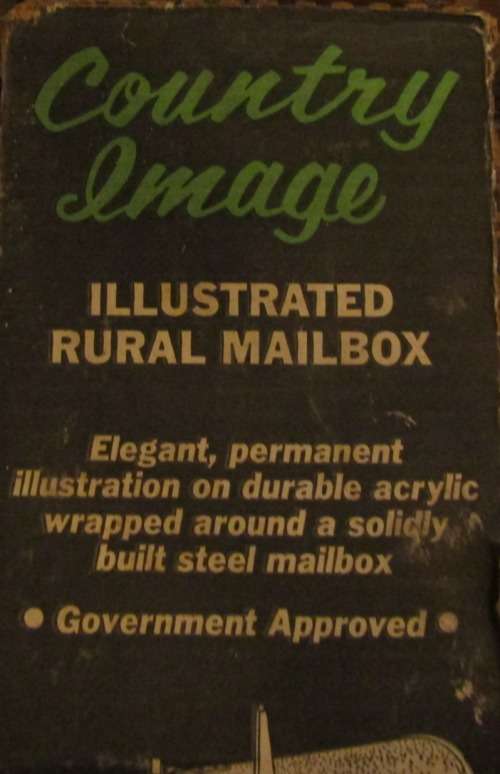 Country
Image
ILLUSTRATED
RURAL MAILBOX
Elegant, permanent
illustration on durable acrylic
wrapped around a solidly
built steel mailbox
• Government Approved •